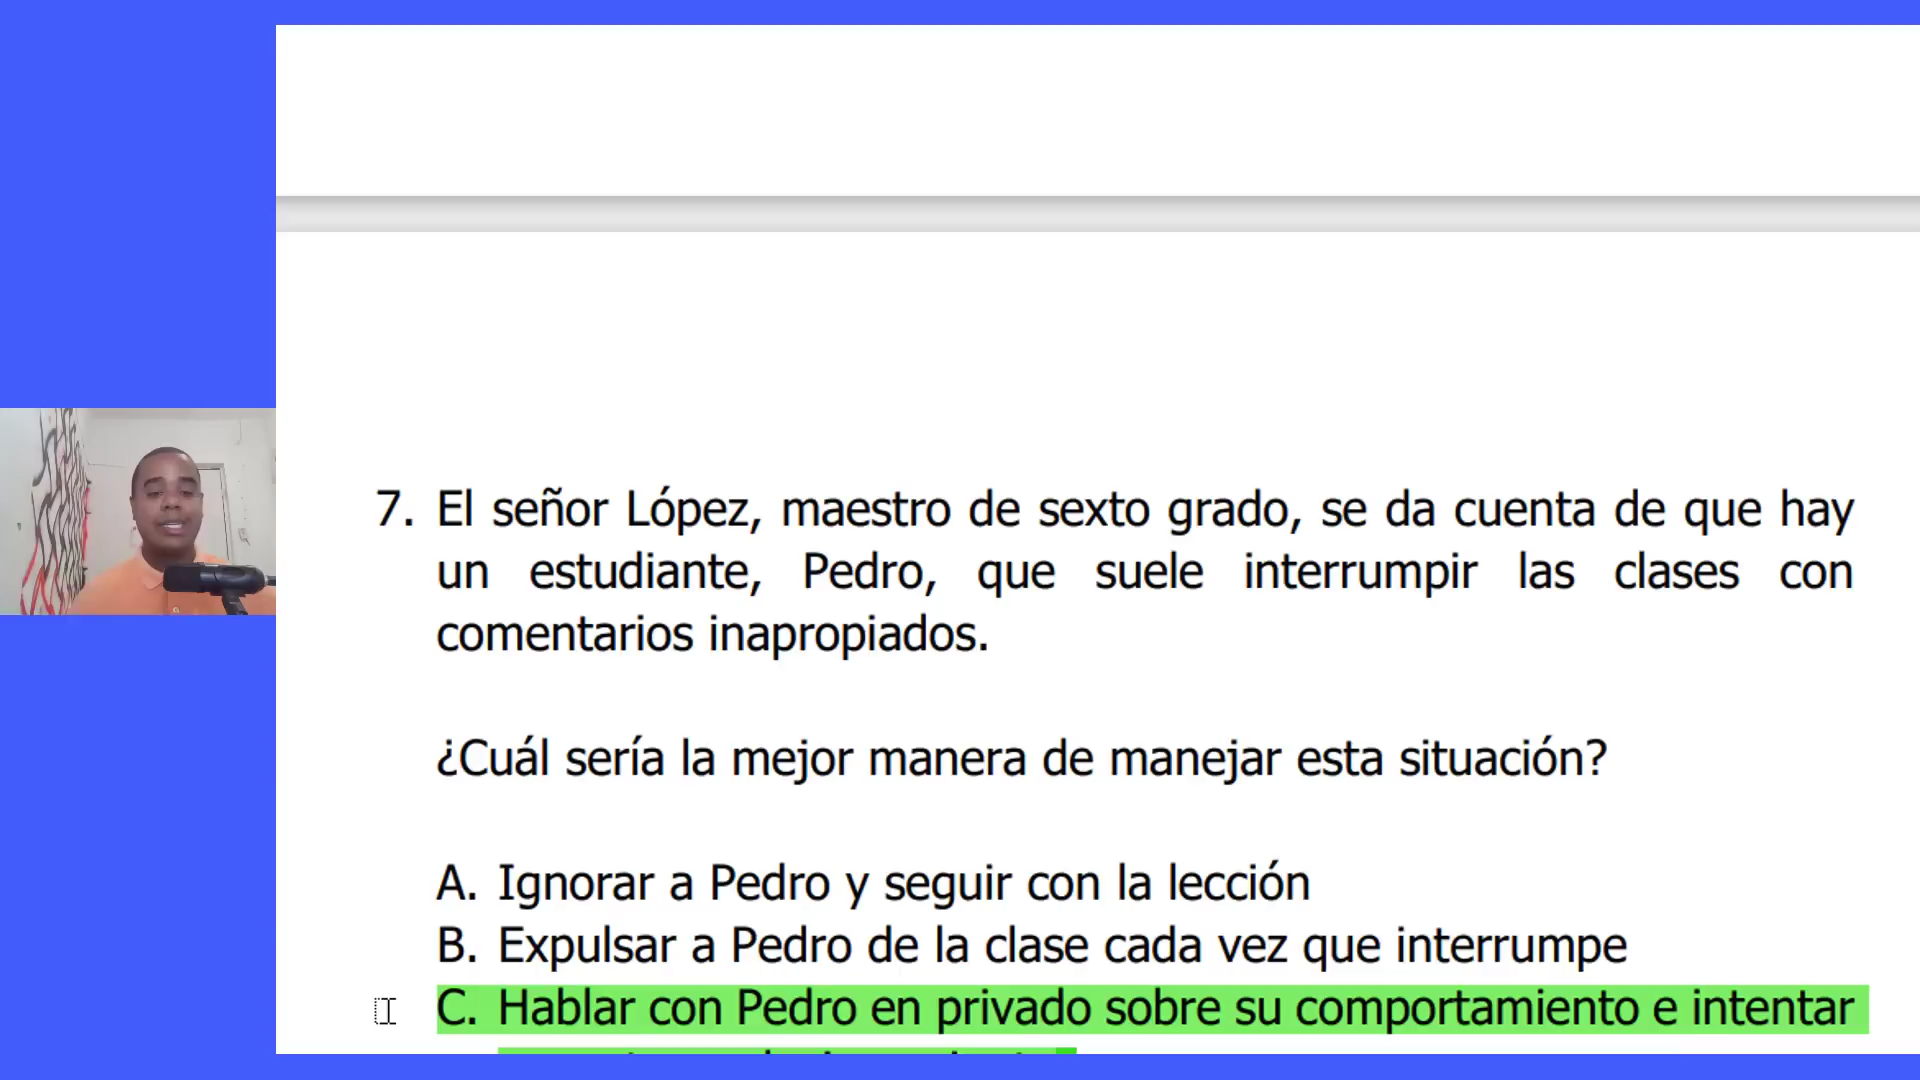 7. El señor López, maestro de sexto grado, se da cuenta de que hay
un estudiante, Pedro, que suele interrumpir las clases con
comentarios inapropiados.
¿Cuál sería la mejor manera de manejar esta situación?
A. Ignorar a Pedro y seguir con la lección
B. Expulsar a Pedro de la clase cada vez que interrumpe
C. Hablar con Pedro en privado sobre su comportamiento e intentar